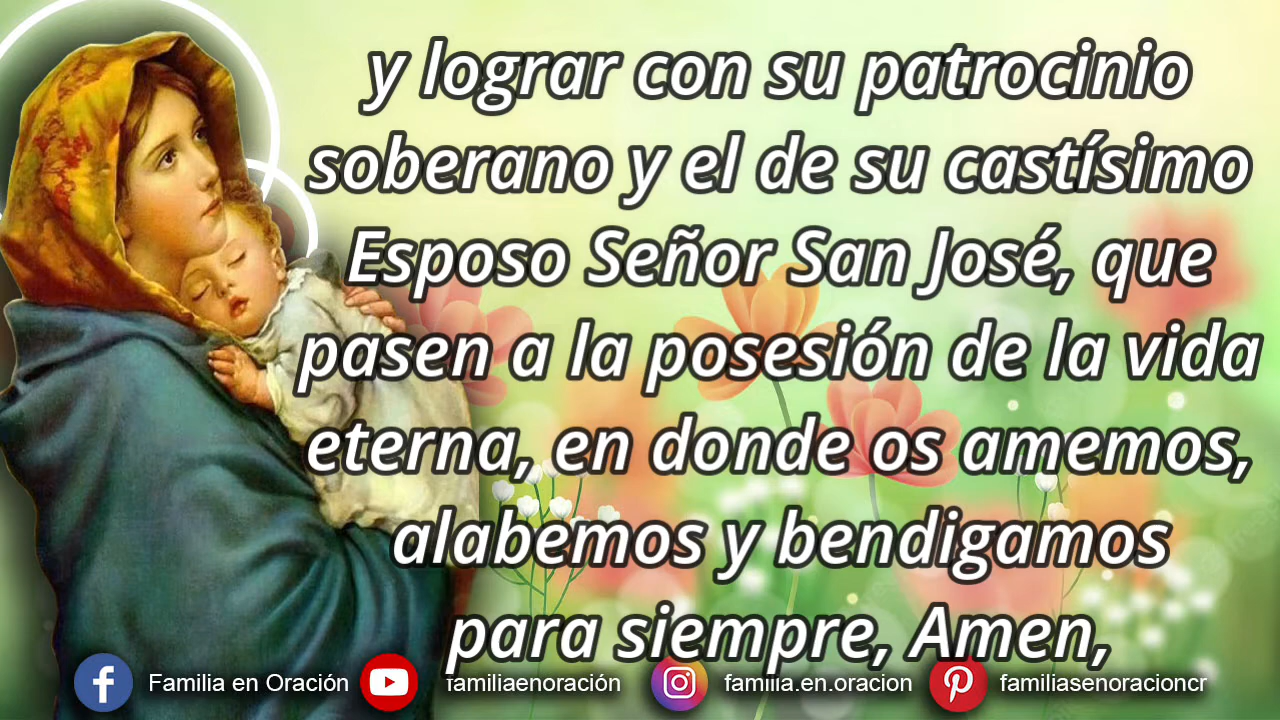 y lograr con su patrocinio
soberano y el de su castísimo
Esposo Señor San José, que
pasen a la posesión de la vida
eterna, en donde os amemos,
alabemos y bendigamos
para siempre, Amen,
Familia en Oración familiaenoración familia.en.oracion familiasenoracioncr